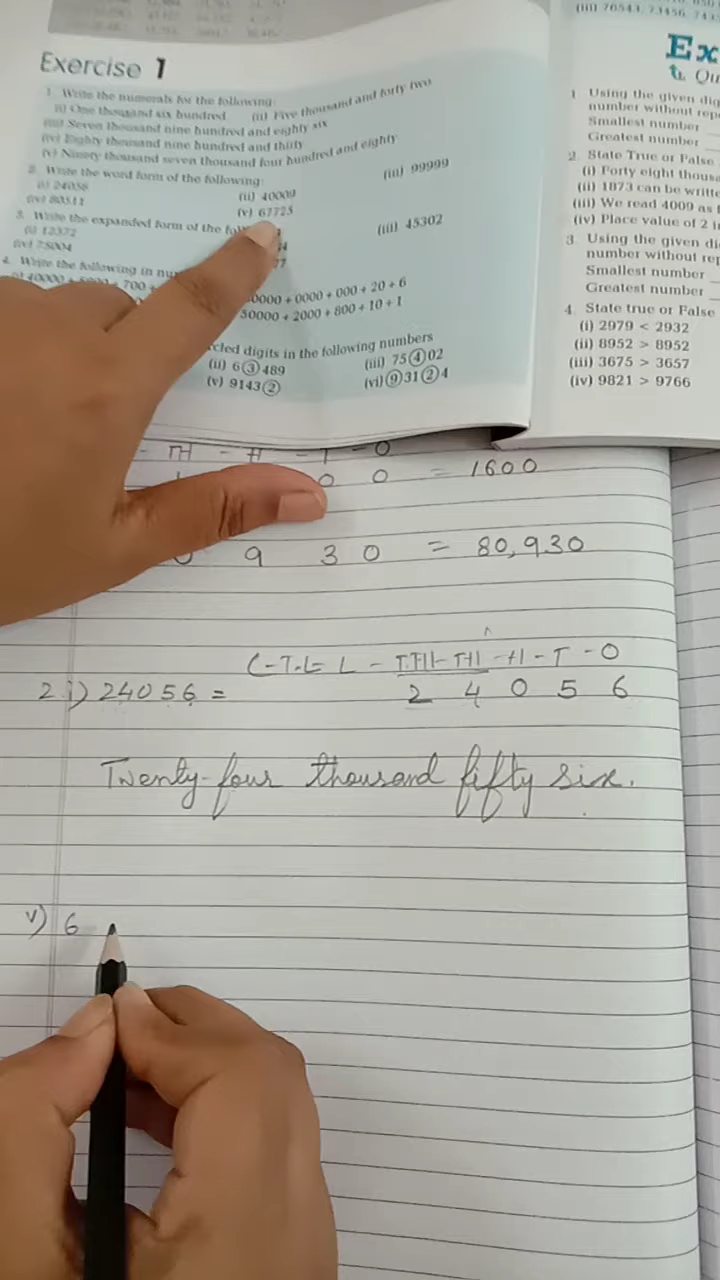 (iii) 76543, 73456, 743
Exercise 1
1. Write the numerals for the following:
(i) One thousand six hundred (ii) Five thousand and forty two
(iii) Seven thousand nine hundred and eighty six
(iv) Eighty thousand nine hundred and thirty
(v) Ninety thousand seven thousand four hundred and eighty
2. Write the word form of the following:
(i) 24056 (ii) 40009 (iii) 99999
(iv) 80511 (v) 67725
3. Write the expanded form of the
(i) 12372 (iii) 45302
(iv) 75004
4. Write the following in
0000 + 0000 + 000 + 20 + 6
50000 + 2000 + 800 + 10 + 1
rcled digits in the following numbers
(ii) 6③489 (iii) 75④02
(v) 9143② (vi) ⑨31②4
Ex
1. Using the given dig
number without rep
Smallest number
Greatest number
2. State True or False
(i) Forty eight thous
(ii) 1873 can be writte
(iii) We read 4009 as
(iv) Place value of 2 i
3. Using the given di
number without rep
Smallest number
Greatest number
4. State true or False
(i) 2979 < 2932
(ii) 8952 > 8952
(iii) 3675 > 3657
(iv) 9821 > 9766
- TH - H - T - O
0 0 = 1600
9 3 0 = 80,930
C-T.L- L - T.TH-TH -H - T - O
2.i) 24056 = 2 4 0 5 6
Twenty-four thousand fifty six.
v) 6